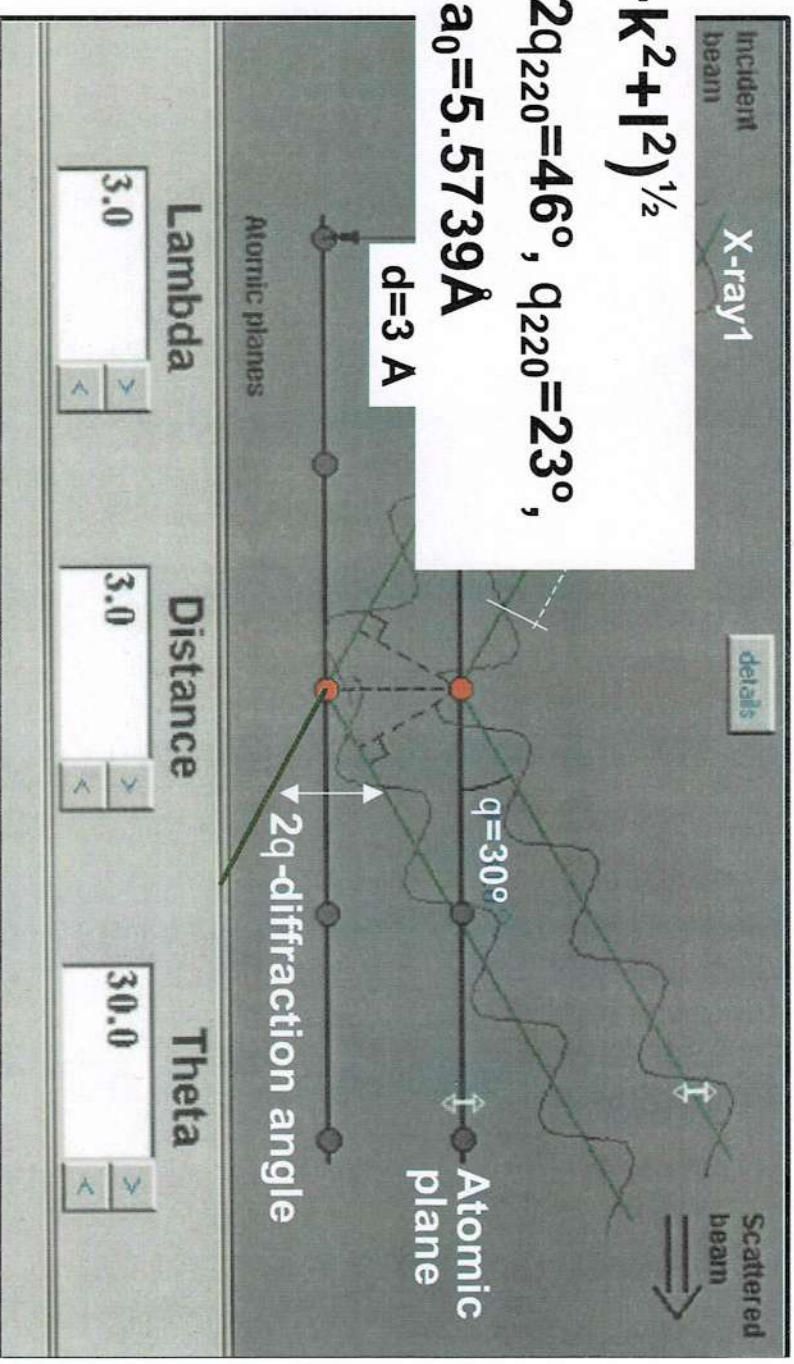 k²+l²)½
2q₂₂₀=46°, q₂₂₀=23°,
a₀=5.5739Å
Incident
beam
X-ray1
details
Scattered
beam
d=3 A
q=30°
Atomic
plane
Atomic planes
2q-diffraction angle
Lambda
Distance
Theta
3.0
3.0
30.0